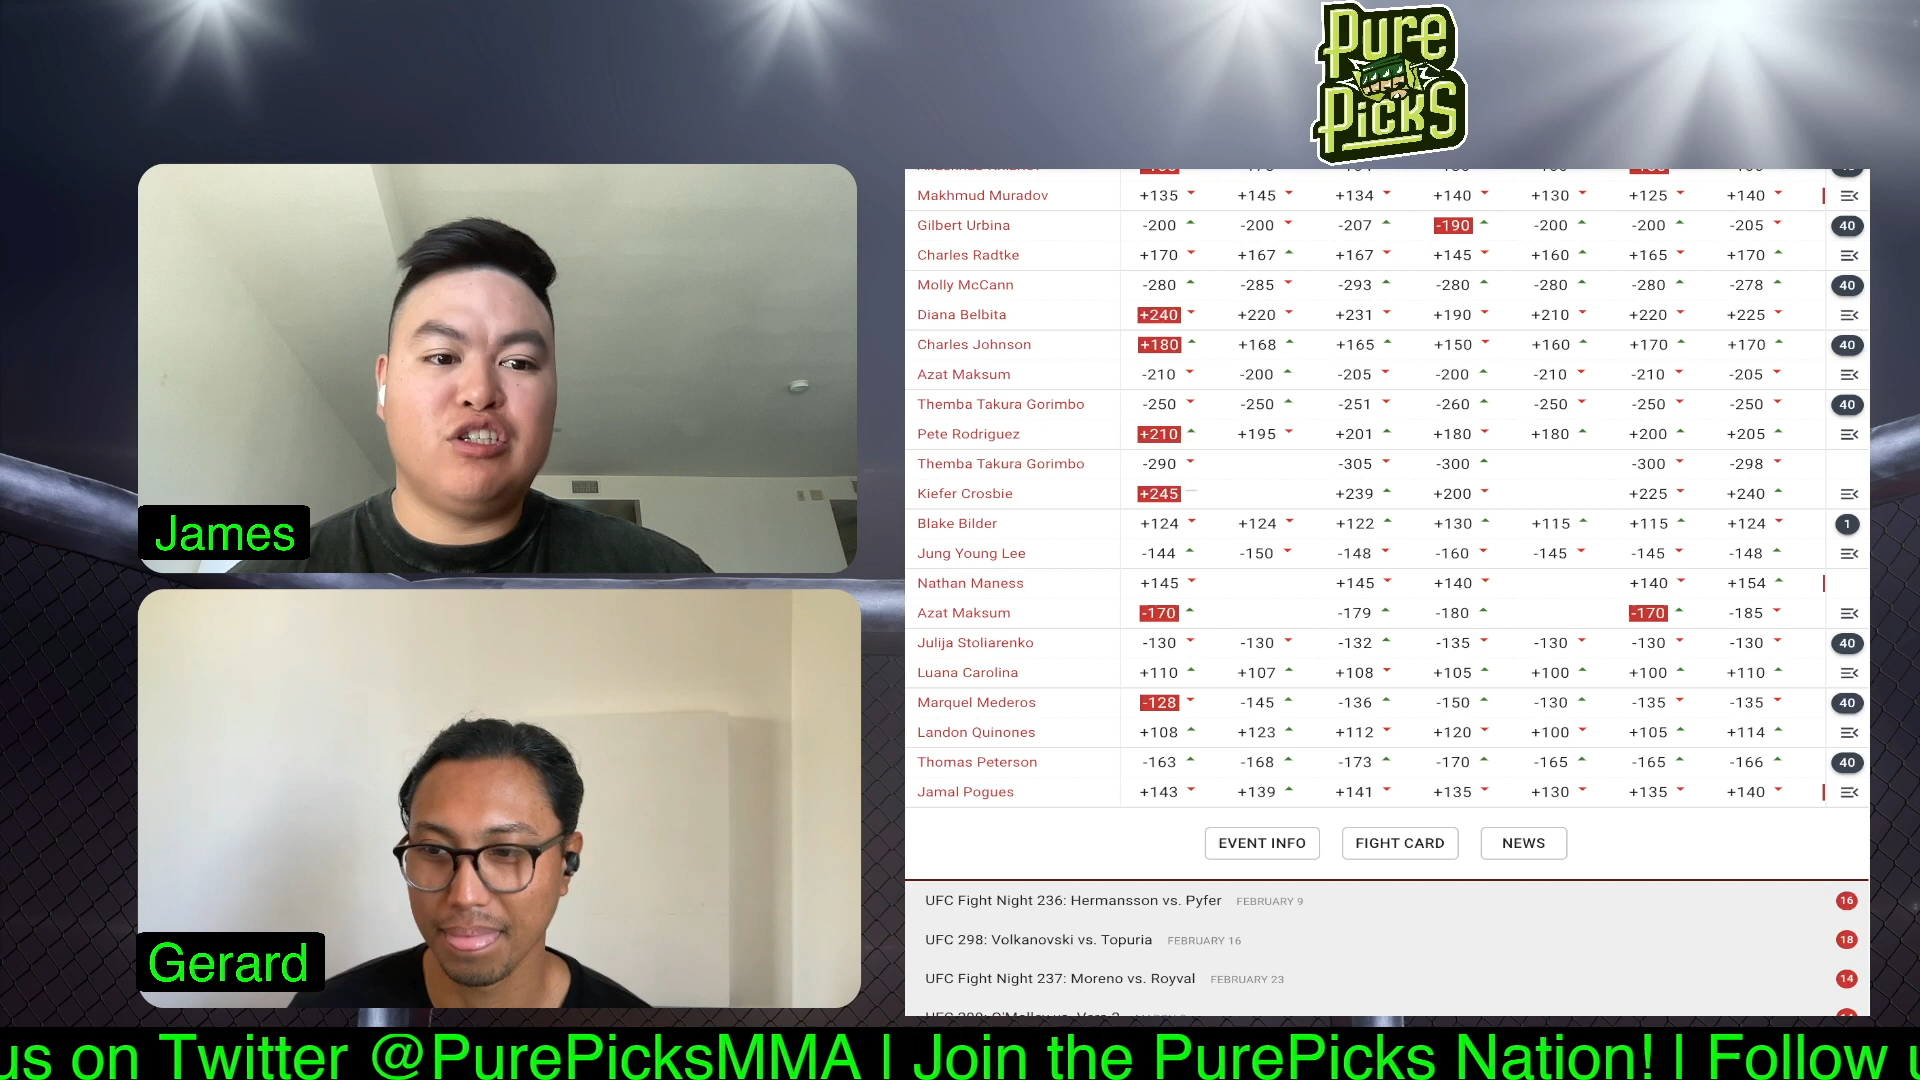 Pure
Picks
James
Gerard
Makhmud Muradov +135 +145 +134 +140 +130 +125 +140
Gilbert Urbina -200 -200 -207 -190 -200 -200 -205 40
Charles Radtke +170 +167 +167 +145 +160 +165 +170
Molly McCann -280 -285 -293 -280 -280 -280 -278 40
Diana Belbita +240 +220 +231 +190 +210 +220 +225
Charles Johnson +180 +168 +165 +150 +160 +170 +170 40
Azat Maksum -210 -200 -205 -200 -210 -210 -205
Themba Takura Gorimbo -250 -250 -251 -260 -250 -250 -250 40
Pete Rodriguez +210 +195 +201 +180 +180 +200 +205
Themba Takura Gorimbo -290 -305 -300 -300 -298
Kiefer Crosbie +245 +239 +200 +225 +240
Blake Bilder +124 +124 +122 +130 +115 +115 +124 1
Jung Young Lee -144 -150 -148 -160 -145 -145 -148
Nathan Maness +145 +145 +140 +140 +154
Azat Maksum -170 -179 -180 -170 -185
Julija Stoliarenko -130 -130 -132 -135 -130 -130 -130 40
Luana Carolina +110 +107 +108 +105 +100 +100 +110
Marquel Mederos -128 -145 -136 -150 -130 -135 -135 40
Landon Quinones +108 +123 +112 +120 +100 +105 +114
Thomas Peterson -163 -168 -173 -170 -165 -165 -166 40
Jamal Pogues +143 +139 +141 +135 +130 +135 +140
EVENT INFO FIGHT CARD NEWS
UFC Fight Night 236: Hermansson vs. Pyfer FEBRUARY 9 16
UFC 298: Volkanovski vs. Topuria FEBRUARY 16 18
UFC Fight Night 237: Moreno vs. Royval FEBRUARY 23 14
us on Twitter @PurePicksMMA | Join the PurePicks Nation! | Follow u